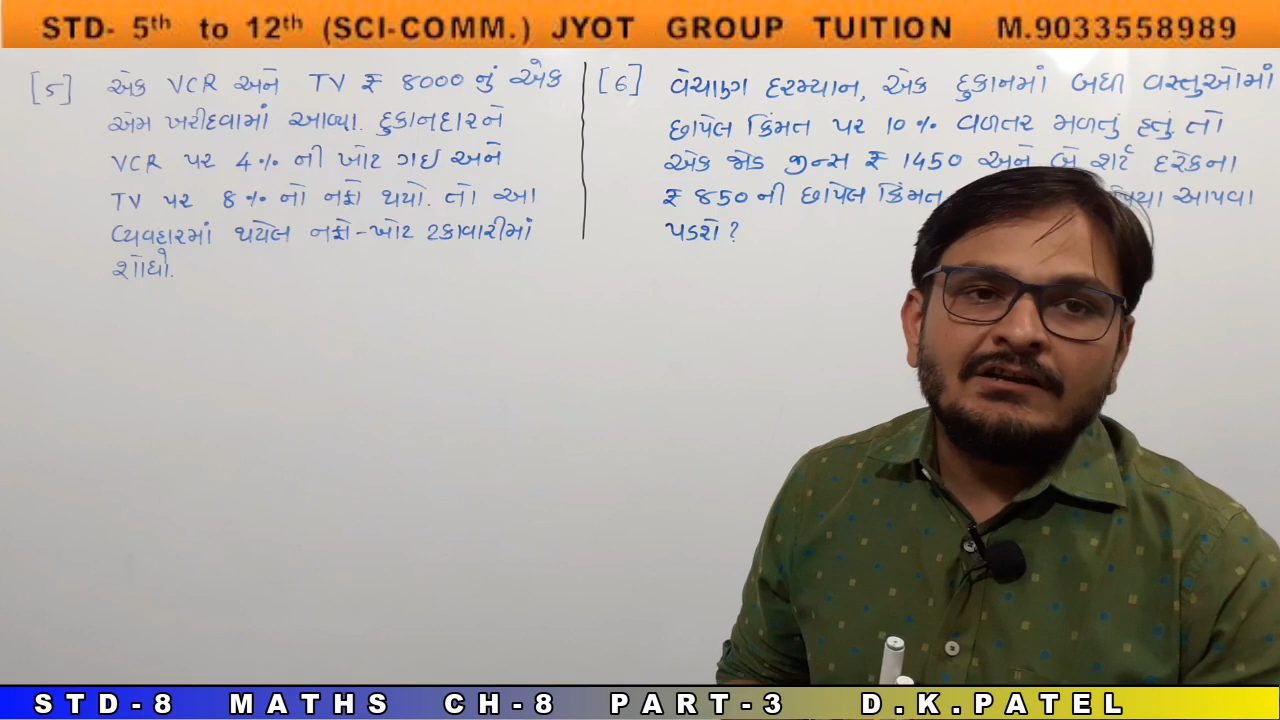 STD- 5th to 12th (SCI-COMM.) JYOT GROUP TUITION M.9033558989
[5] એક VCR અને TV ₹ 8000 નું એક
એમ ખરીદવામાં આવ્યા. દુકાનદારને
VCR પર 4% ની ખોટ ગઇ અને
TV પર 8% નો નફો થયો. તો આ
વ્યવહારમાં થયેલ નફો-ખોટ ટકાવારીમાં
શોધો.
[6] વેચાણ દરમ્યાન, એક દુકાનમાં બધી વસ્તુઓમાં
છાપેલ કિંમત પર 10% વળતર મળતું હતું. તો
એક જોડ જીન્સ ₹ 1450 અને બે શર્ટ દરેકના
₹ 850 ની છાપેલ કિંમત આપવા
પડશે?
STD-8 MATHS CH-8 PART-3 D.K.PATEL